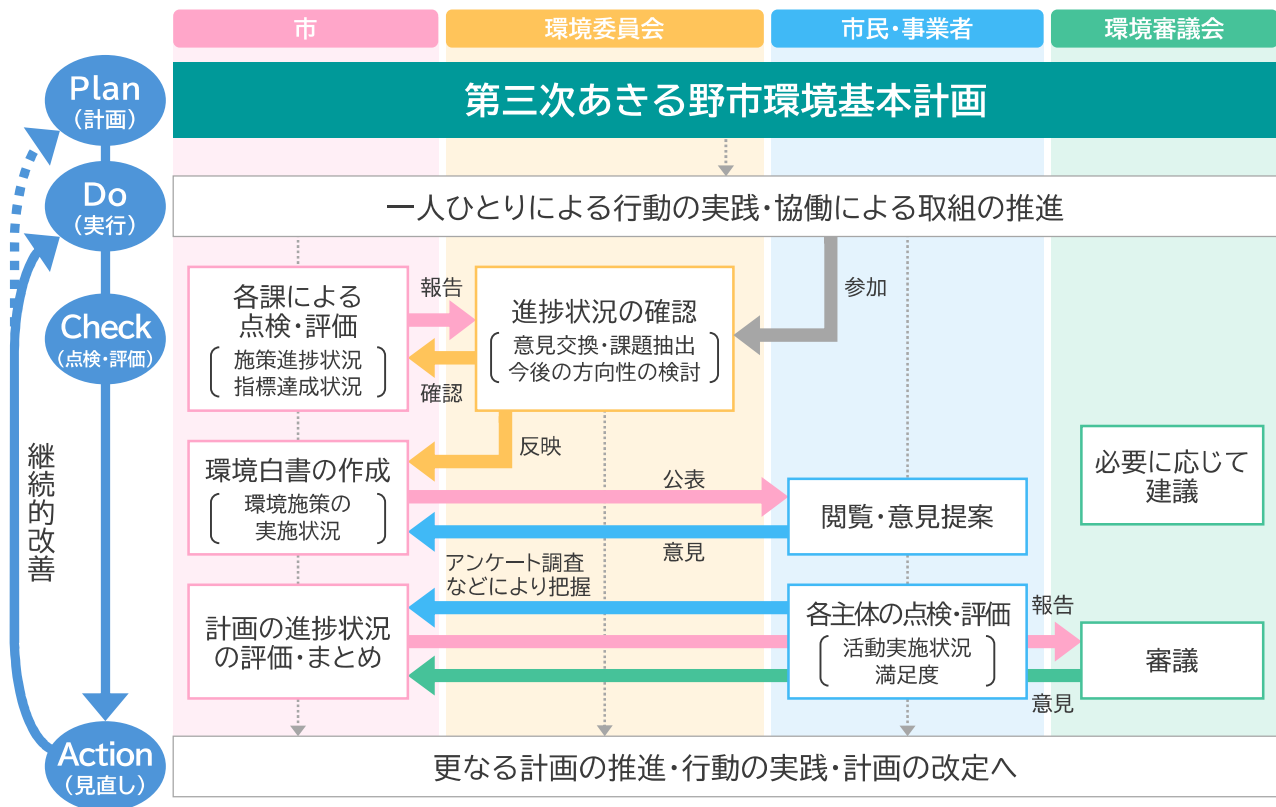 市
環境委員会
市民・事業者
環境審議会
Plan
（計画）
第三次あきる野市環境基本計画
Do
（実行）
一人ひとりによる行動の実践・協働による取組の推進
Check
（点検・評価）
各課による
点検・評価
施策進捗状況
指標達成状況
報告
確認
進捗状況の確認
意見交換・課題抽出
今後の方向性の検討
参加
反映
環境白書の作成
環境施策の
実施状況
公表
意見
閲覧・意見提案
必要に応じて
建議
アンケート調査
などにより把握
計画の進捗状況
の評価・まとめ
各主体の点検・評価
活動実施状況
満足度
報告
審議
意見
継続的改善
Action
（見直し）
更なる計画の推進・行動の実践・計画の改定へ